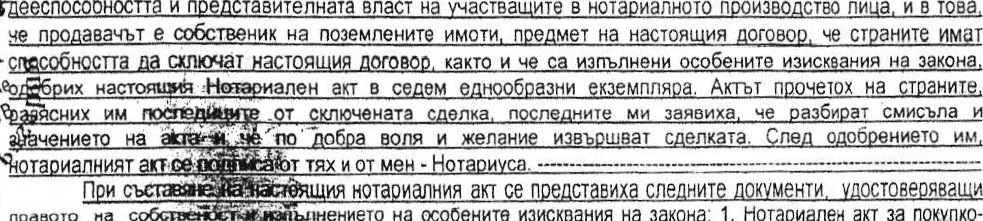 дееспособността и представителната власт на участващите в нотариалното производство лица, и в това,
че продавачът е собственик на поземлените имоти, предмет на настоящия договор, че страните имат
способността да сключат настоящия договор, както и че са изпълнени особените изисквания на закона,
одобрих настоящия Нотариален акт в седем еднообразни екземпляра. Актът прочетох на страните,
разясних им последиците от сключената сделка, последните ми заявиха, че разбират смисъла и
значението на акта и че по добра воля и желание извършват сделката. След одобрението им,
нотариалният акт се подписа от тях и от мен - Нотариуса. ------------------------------------------------
При съставяне на настоящия нотариалния акт се представиха следните документи, удостоверяващи
правото на собственост и изпълнението на особените изисквания на закона: 1. Нотариален акт за покупко-